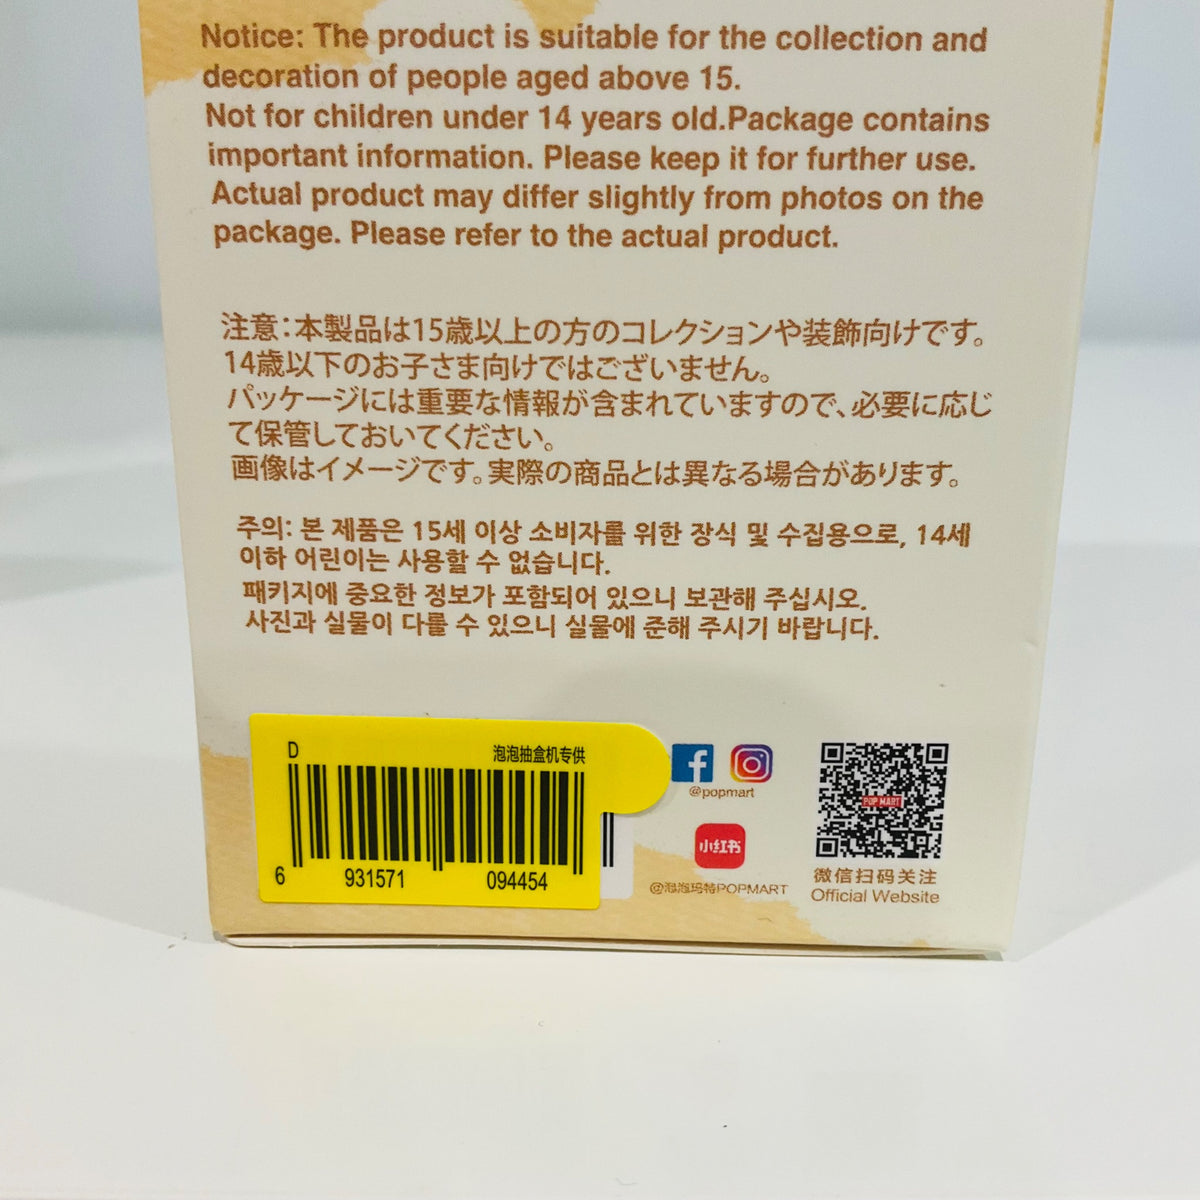 Notice: The product is suitable for the collection and
decoration of people aged above 15.
Not for children under 14 years old.Package contains
important information. Please keep it for further use.
Actual product may differ slightly from photos on the
package. Please refer to the actual product.
注意：本製品は15歳以上の方のコレクションや装飾向けです。
14歳以下のお子さま向けではございません。
パッケージには重要な情報が含まれていますので、必要に応じ
て保管しておいてください。
画像はイメージです。実際の商品とは異なる場合があります。
주의: 본 제품은 15세 이상 소비자를 위한 장식 및 수집용으로, 14세
이하 어린이는 사용할 수 없습니다.
패키지에 중요한 정보가 포함되어 있으니 보관해 주십시오.
사진과 실물이 다를 수 있으니 실물에 준해 주시기 바랍니다.
D 泡泡抽盒机专供
6 931571 094454
@popmart
小红书
@泡泡玛特POPMART
POP MART
微信扫码关注
Official Website